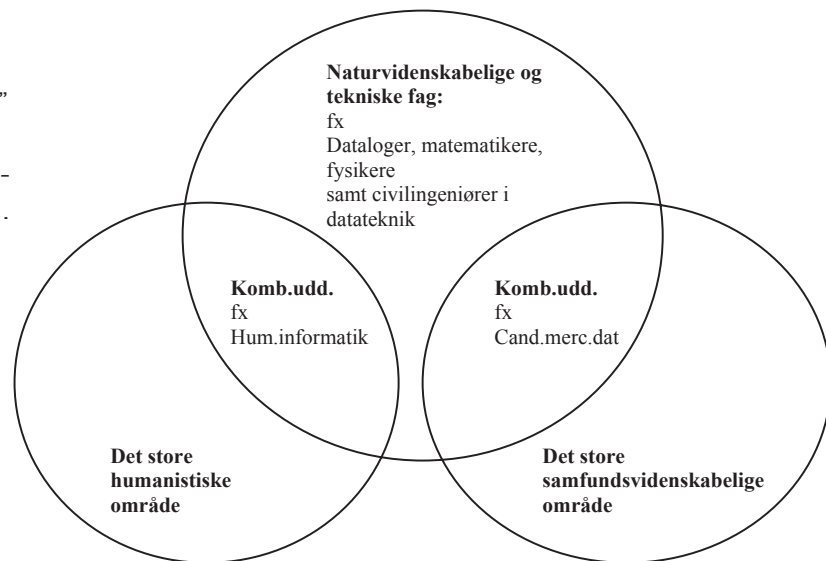 ”
–
.
Naturvidenskabelige og
tekniske fag:
fx
Dataloger, matematikere,
fysikere
samt civilingeniører i
datateknik
Komb.udd.
fx
Hum.informatik
Komb.udd.
fx
Cand.merc.dat
Det store
humanistiske
område
Det store
samfundsvidenskabelige
område